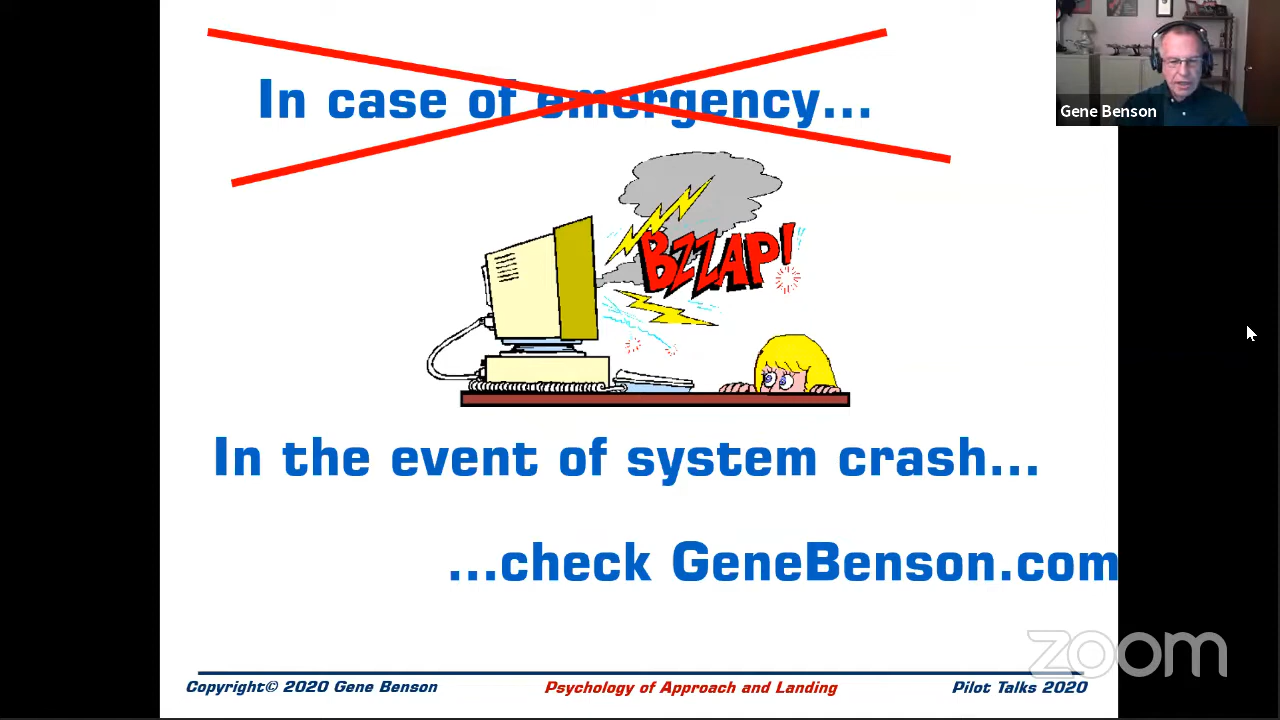 In case of emergency...
Gene Benson
BZZAP!
In the event of system crash...
...check GeneBenson.com
zoom
Copyright© 2020 Gene Benson
Psychology of Approach and Landing
Pilot Talks 2020